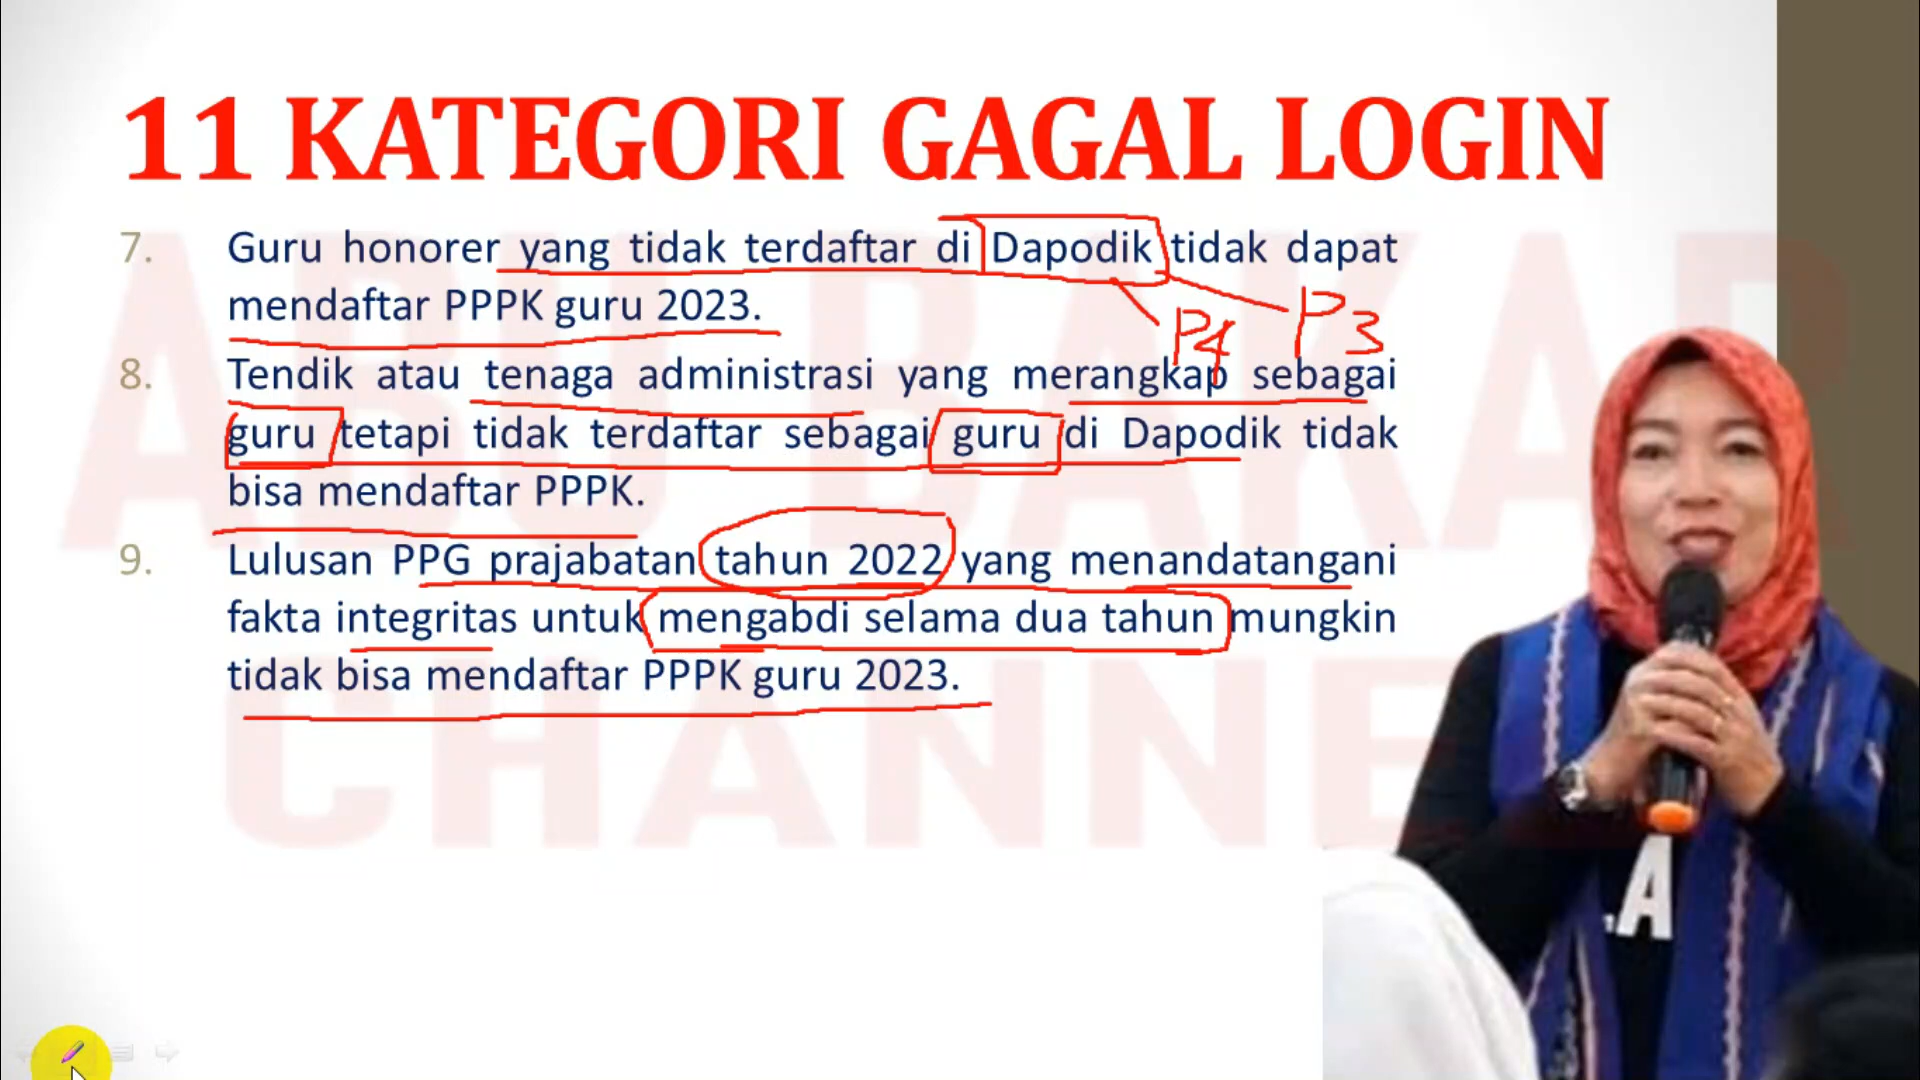 11 KATEGORI GAGAL LOGIN
7. Guru honorer yang tidak terdaftar di Dapodik tidak dapat
mendaftar PPPK guru 2023.
P4 P3
8. Tendik atau tenaga administrasi yang merangkap sebagai
guru tetapi tidak terdaftar sebagai guru di Dapodik tidak
bisa mendaftar PPPK.
9. Lulusan PPG prajabatan tahun 2022 yang menandatangani
fakta integritas untuk mengabdi selama dua tahun mungkin
tidak bisa mendaftar PPPK guru 2023.
ABU BAKAR
CHANNEL